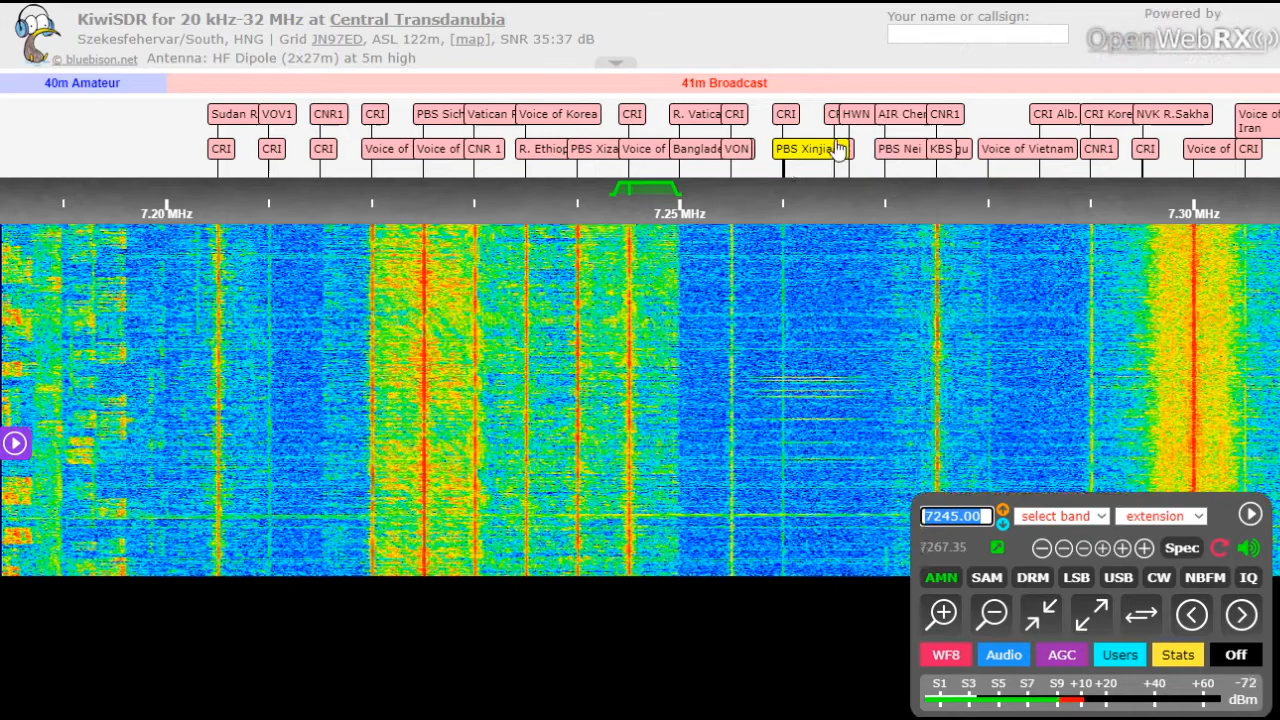 KiwiSDR for 20 kHz-32 MHz at Central Transdanubia
Szekesfehervar/South, HNG | Grid JN97ED, ASL 122m, [map], SNR 35:37 dB
© bluebison.net Antenna: HF Dipole (2x27m) at 5m high
Your name or callsign:
Powered by
OpenWebRX
40m Amateur
41m Broadcast
Sudan R VOV1 CNR1 CRI PBS Sich Vatican R Voice of Korea CRI R. Vatica CRI CRI HWN AIR Cher CNR1 CRI Alb. CRI Kore NVK R.Sakha Voice of Iran
CRI CRI CRI Voice of Voice of CNR 1 R. Ethiop PBS Xiza Voice of Banglade VON PBS Xinjia PBS Nei KBS gu Voice of Vietnam CNR1 CRI Voice of CRI
7.20 MHz 7.25 MHz 7.30 MHz
7245.00 select band extension
7267.35 Spec
AMN SAM DRM LSB USB CW NBFM IQ
WF8 Audio AGC Users Stats Off
S1 S3 S5 S7 S9 +10 +20 +40 +60 -72
dBm